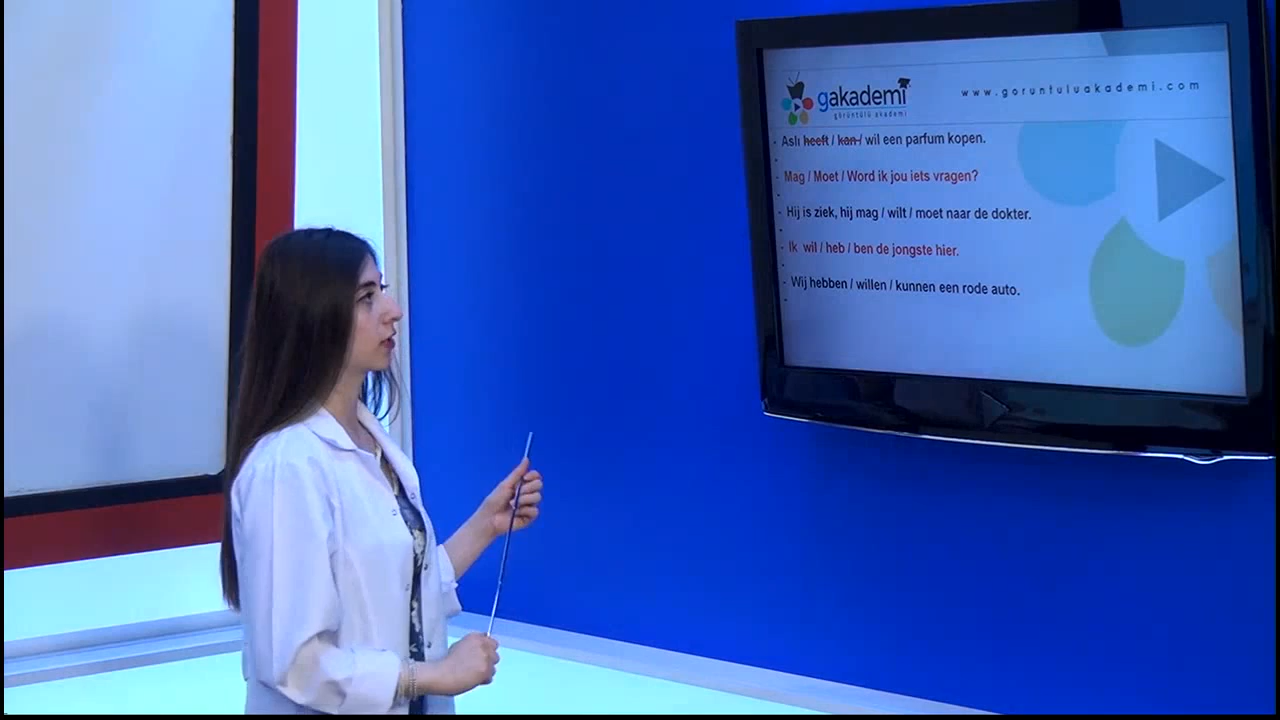 gakademi
görüntülü akademi
www.goruntuluakademi.com
- Aslı heeft / kan / wil een parfum kopen.
-
- Mag / Moet / Word ik jou iets vragen?
-
- Hij is ziek, hij mag / wilt / moet naar de dokter.
-
- Ik wil / heb / ben de jongste hier.
-
- Wij hebben / willen / kunnen een rode auto.
-